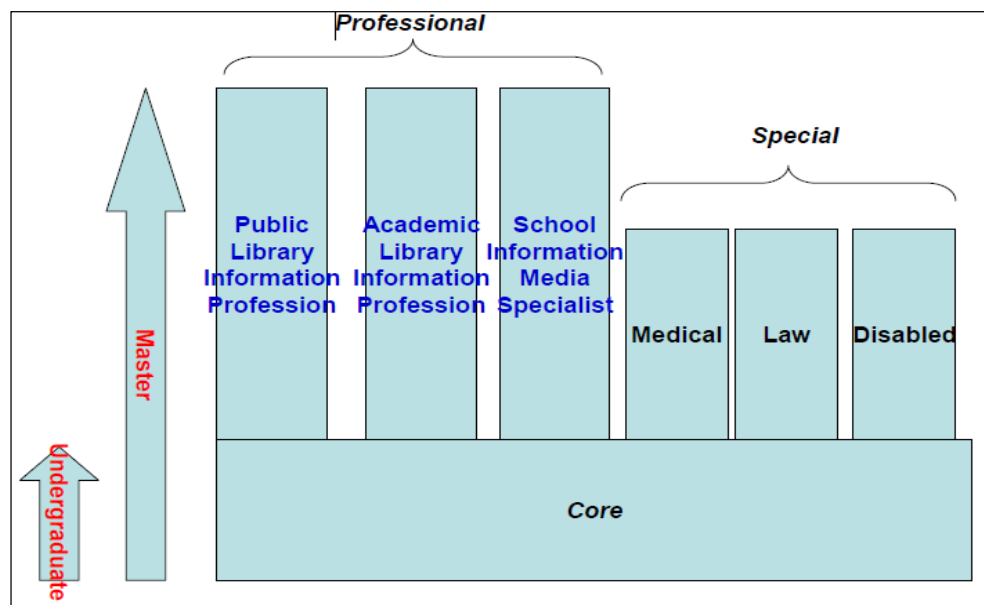 Professional
Special
Public
Library
Information
Profession
Academic
Library
Information
Profession
School
Information
Media
Specialist
Medical
Law
Disabled
Master
Undergraduate
Core